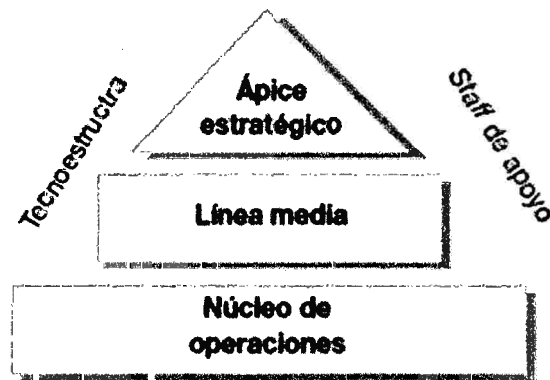 Ápice
estratégico
Tecnoestructra
Staff de apoyo
Línea media
Núcleo de
operaciones